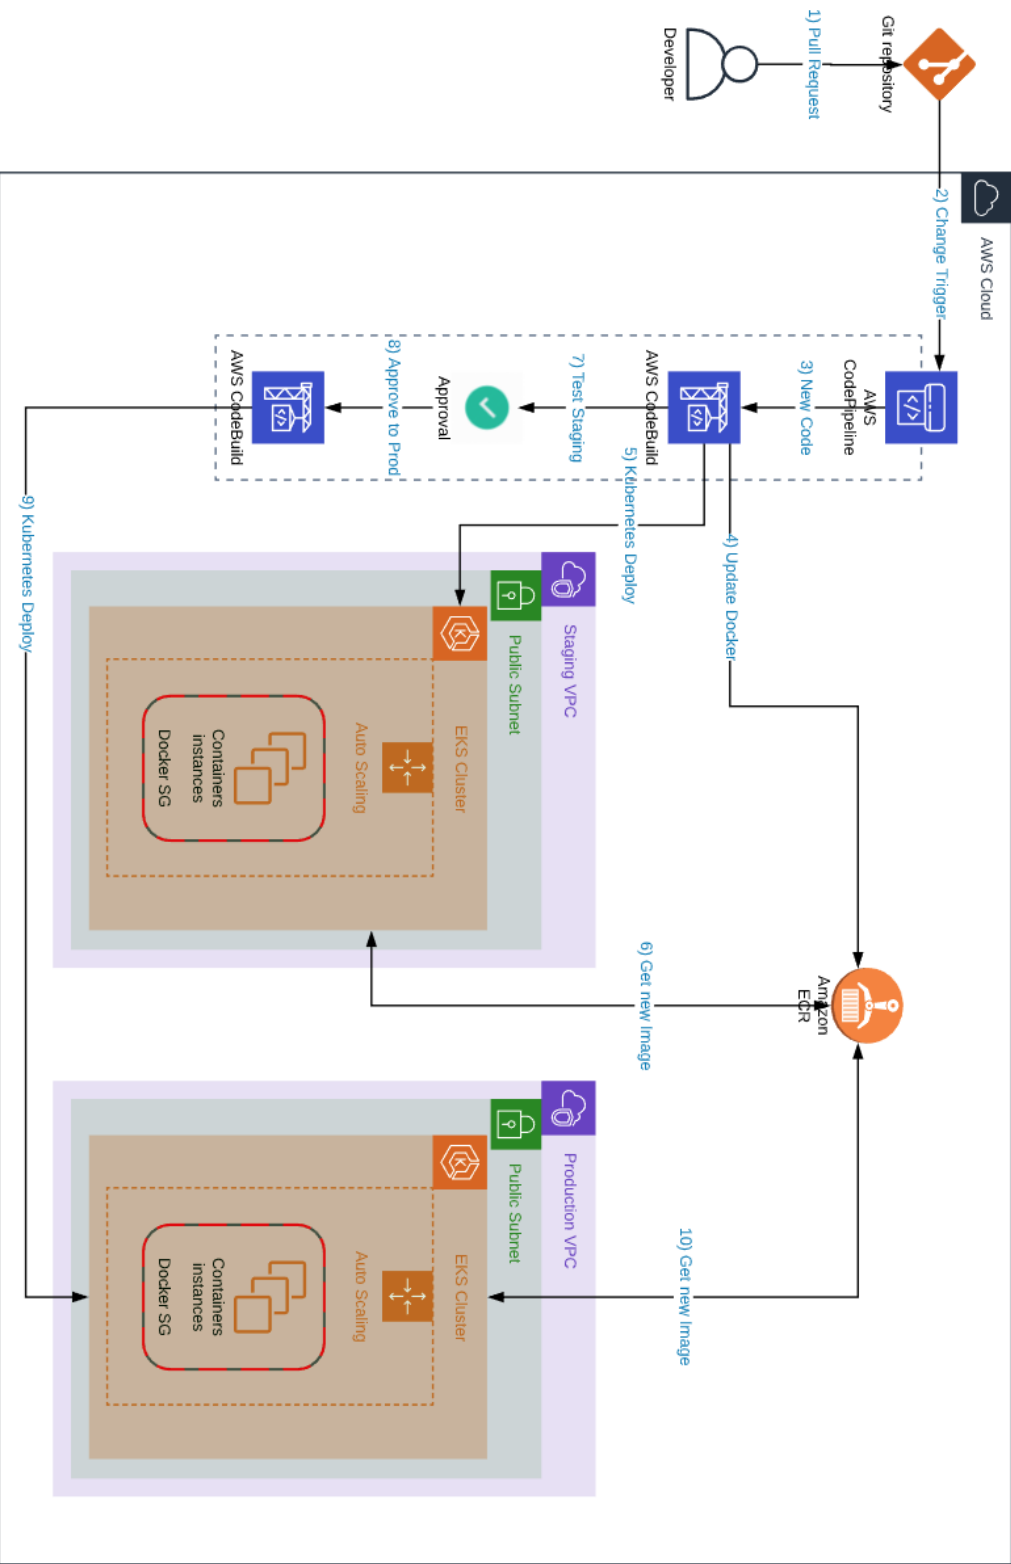 Git repository
1) Pull Request
Developer
AWS Cloud
2) Change Trigger
AWS
CodePipeline
3) New Code
AWS CodeBuild
4) Update Docker
5) Kubernetes Deploy
7) Test Staging
Approval
8) Approve to Prod
AWS CodeBuild
9) Kubernetes Deploy
Amazon
ECR
6) Get new Image
10) Get new Image
Staging VPC
Public Subnet
EKS Cluster
Auto Scaling
Containers
instances
Docker SG
Production VPC
Public Subnet
EKS Cluster
Auto Scaling
Containers
instances
Docker SG